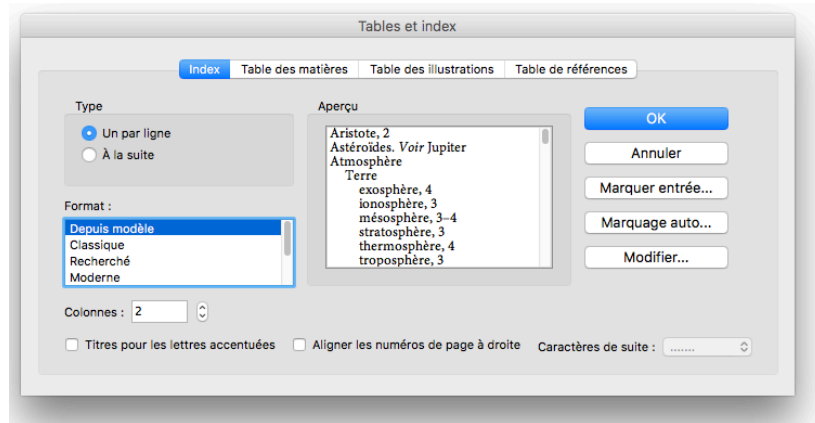 Tables et index
Index Table des matières Table des illustrations Table de références
Type
Un par ligne
À la suite
Format :
Depuis modèle
Classique
Recherché
Moderne
Colonnes : 2
Aperçu
Aristote, 2
Astéroïdes. Voir Jupiter
Atmosphère
Terre
exosphère, 4
ionosphère, 3
mésosphère, 3–4
stratosphère, 3
thermosphère, 4
troposphère, 3
OK
Annuler
Marquer entrée...
Marquage auto...
Modifier...
Titres pour les lettres accentuées Aligner les numéros de page à droite Caractères de suite : .......